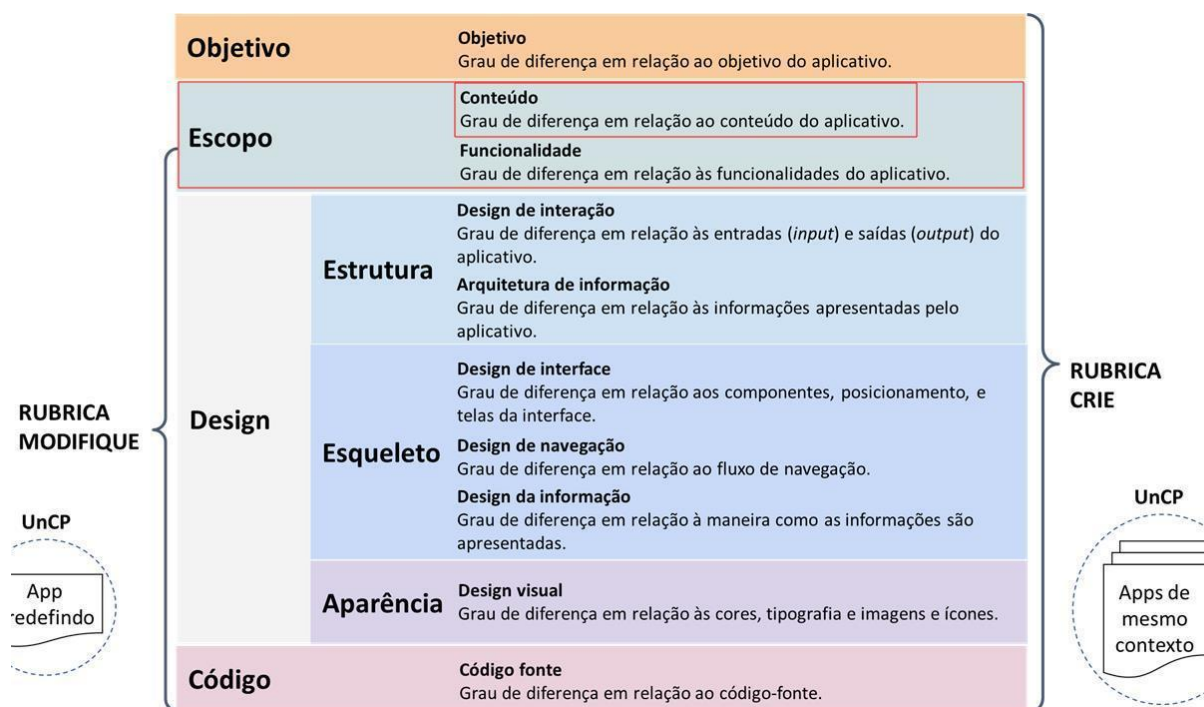 Objetivo
Objetivo
Grau de diferença em relação ao objetivo do aplicativo.
Escopo
Conteúdo
Grau de diferença em relação ao conteúdo do aplicativo.
Funcionalidade
Grau de diferença em relação às funcionalidades do aplicativo.
Design
Estrutura
Design de interação
Grau de diferença em relação às entradas (input) e saídas (output) do
aplicativo.
Arquitetura de informação
Grau de diferença em relação às informações apresentadas pelo
aplicativo.
Esqueleto
Design de interface
Grau de diferença em relação aos componentes, posicionamento, e
telas da interface.
Design de navegação
Grau de diferença em relação ao fluxo de navegação.
Design da informação
Grau de diferença em relação à maneira como as informações são
apresentadas.
Aparência
Design visual
Grau de diferença em relação às cores, tipografia e imagens e ícones.
Código
Código fonte
Grau de diferença em relação ao código-fonte.
RUBRICA
MODIFIQUE
UnCP
App
redefindo
RUBRICA
CRIE
UnCP
Apps de
mesmo
contexto